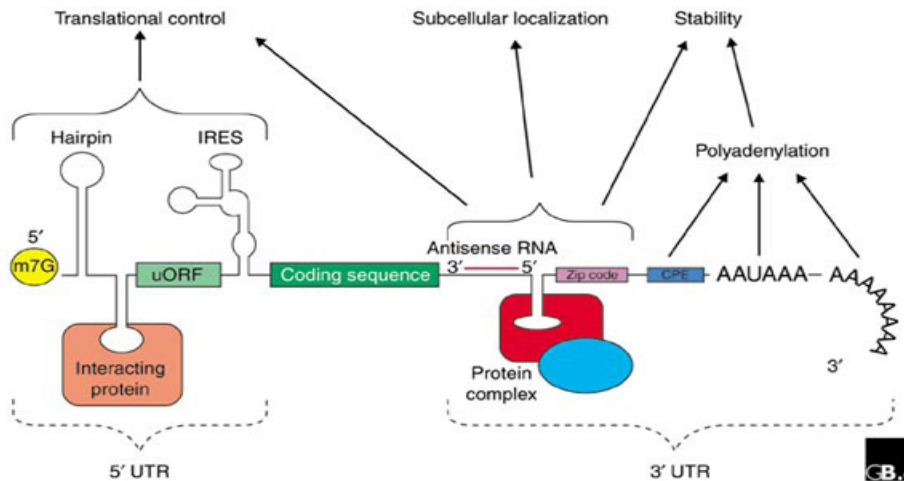 Translational control
Subcellular localization
Stability
Hairpin
IRES
Polyadenylation
5′
m7G
uORF
Coding sequence
Antisense RNA
3′
5′
Zip code
CPE
AAUAAA
AAAAAAA
3′
Interacting
protein
Protein
complex
5′ UTR
3′ UTR
GB.